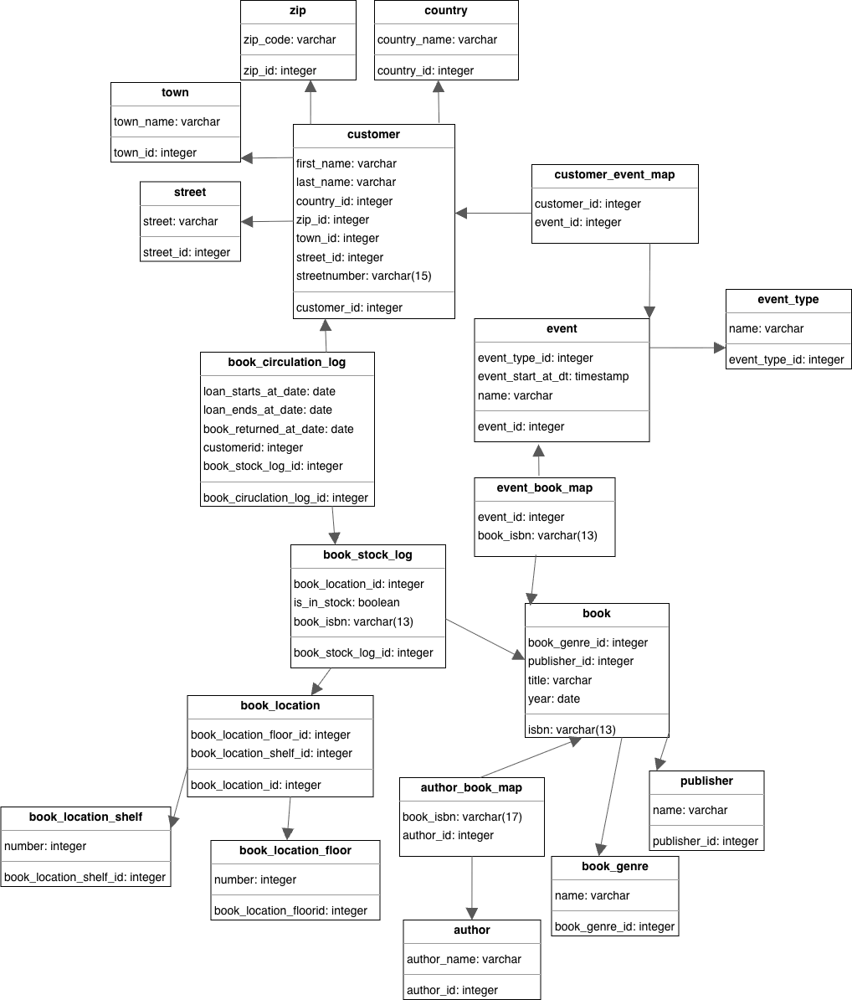 zip
zip_code: varchar
zip_id: integer
country
country_name: varchar
country_id: integer
town
town_name: varchar
town_id: integer
customer
first_name: varchar
last_name: varchar
country_id: integer
zip_id: integer
town_id: integer
street_id: integer
streetnumber: varchar(15)
customer_id: integer
street
street: varchar
street_id: integer
customer_event_map
customer_id: integer
event_id: integer
event_type
name: varchar
event_type_id: integer
event
event_type_id: integer
event_start_at_dt: timestamp
name: varchar
event_id: integer
book_circulation_log
loan_starts_at_date: date
loan_ends_at_date: date
book_returned_at_date: date
customerid: integer
book_stock_log_id: integer
book_ciruclation_log_id: integer
event_book_map
event_id: integer
book_isbn: varchar(13)
book_stock_log
book_location_id: integer
is_in_stock: boolean
book_isbn: varchar(13)
book_stock_log_id: integer
book
book_genre_id: integer
publisher_id: integer
title: varchar
year: date
isbn: varchar(13)
book_location
book_location_floor_id: integer
book_location_shelf_id: integer
book_location_id: integer
author_book_map
book_isbn: varchar(17)
author_id: integer
publisher
name: varchar
publisher_id: integer
book_location_shelf
number: integer
book_location_shelf_id: integer
book_location_floor
number: integer
book_location_floorid: integer
book_genre
name: varchar
book_genre_id: integer
author
author_name: varchar
author_id: integer